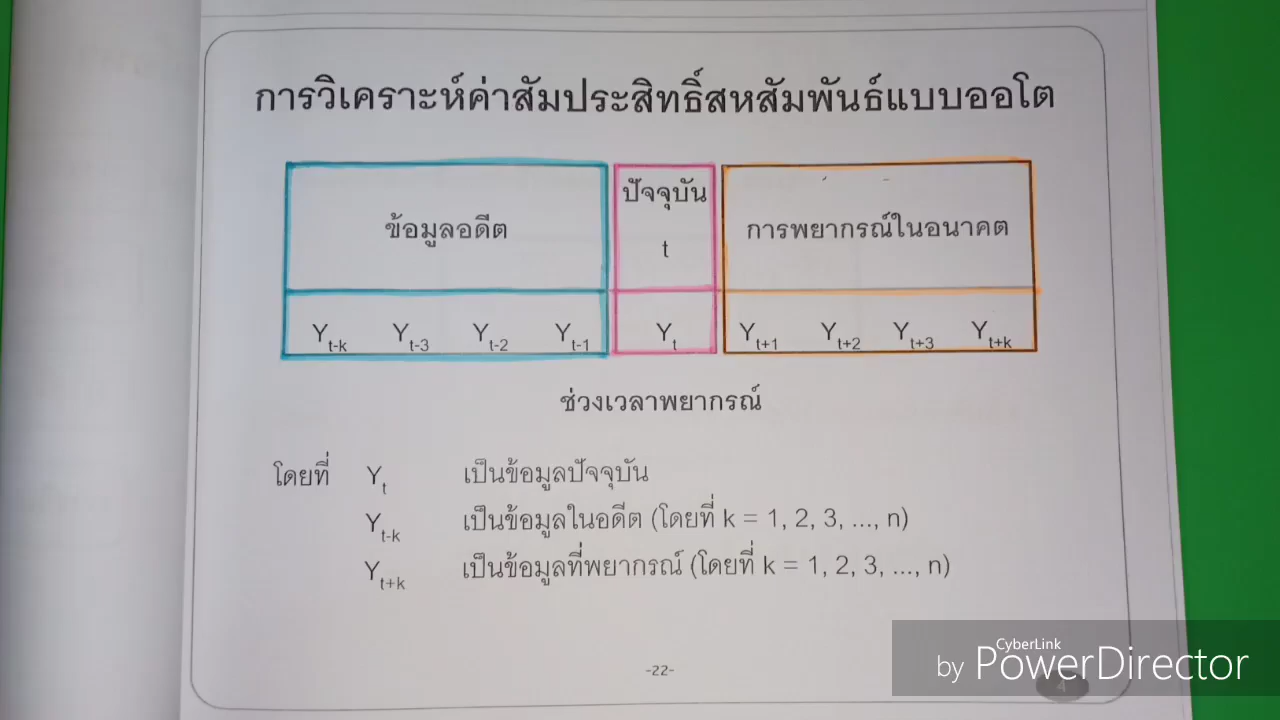 การวิเคราะห์ค่าสัมประสิทธิ์สหสัมพันธ์แบบออโต
ข้อมูลอดีต
ปัจจุบัน
t
การพยากรณ์ในอนาคต
Yt-k Yt-3 Yt-2 Yt-1 Yt Yt+1 Yt+2 Yt+3 Yt+k
ช่วงเวลาพยากรณ์
โดยที่ Yt เป็นข้อมูลปัจจุบัน
Yt-k เป็นข้อมูลในอดีต (โดยที่ k = 1, 2, 3, ..., n)
Yt+k เป็นข้อมูลที่พยากรณ์ (โดยที่ k = 1, 2, 3, ..., n)
-22-
CyberLink
by PowerDirector